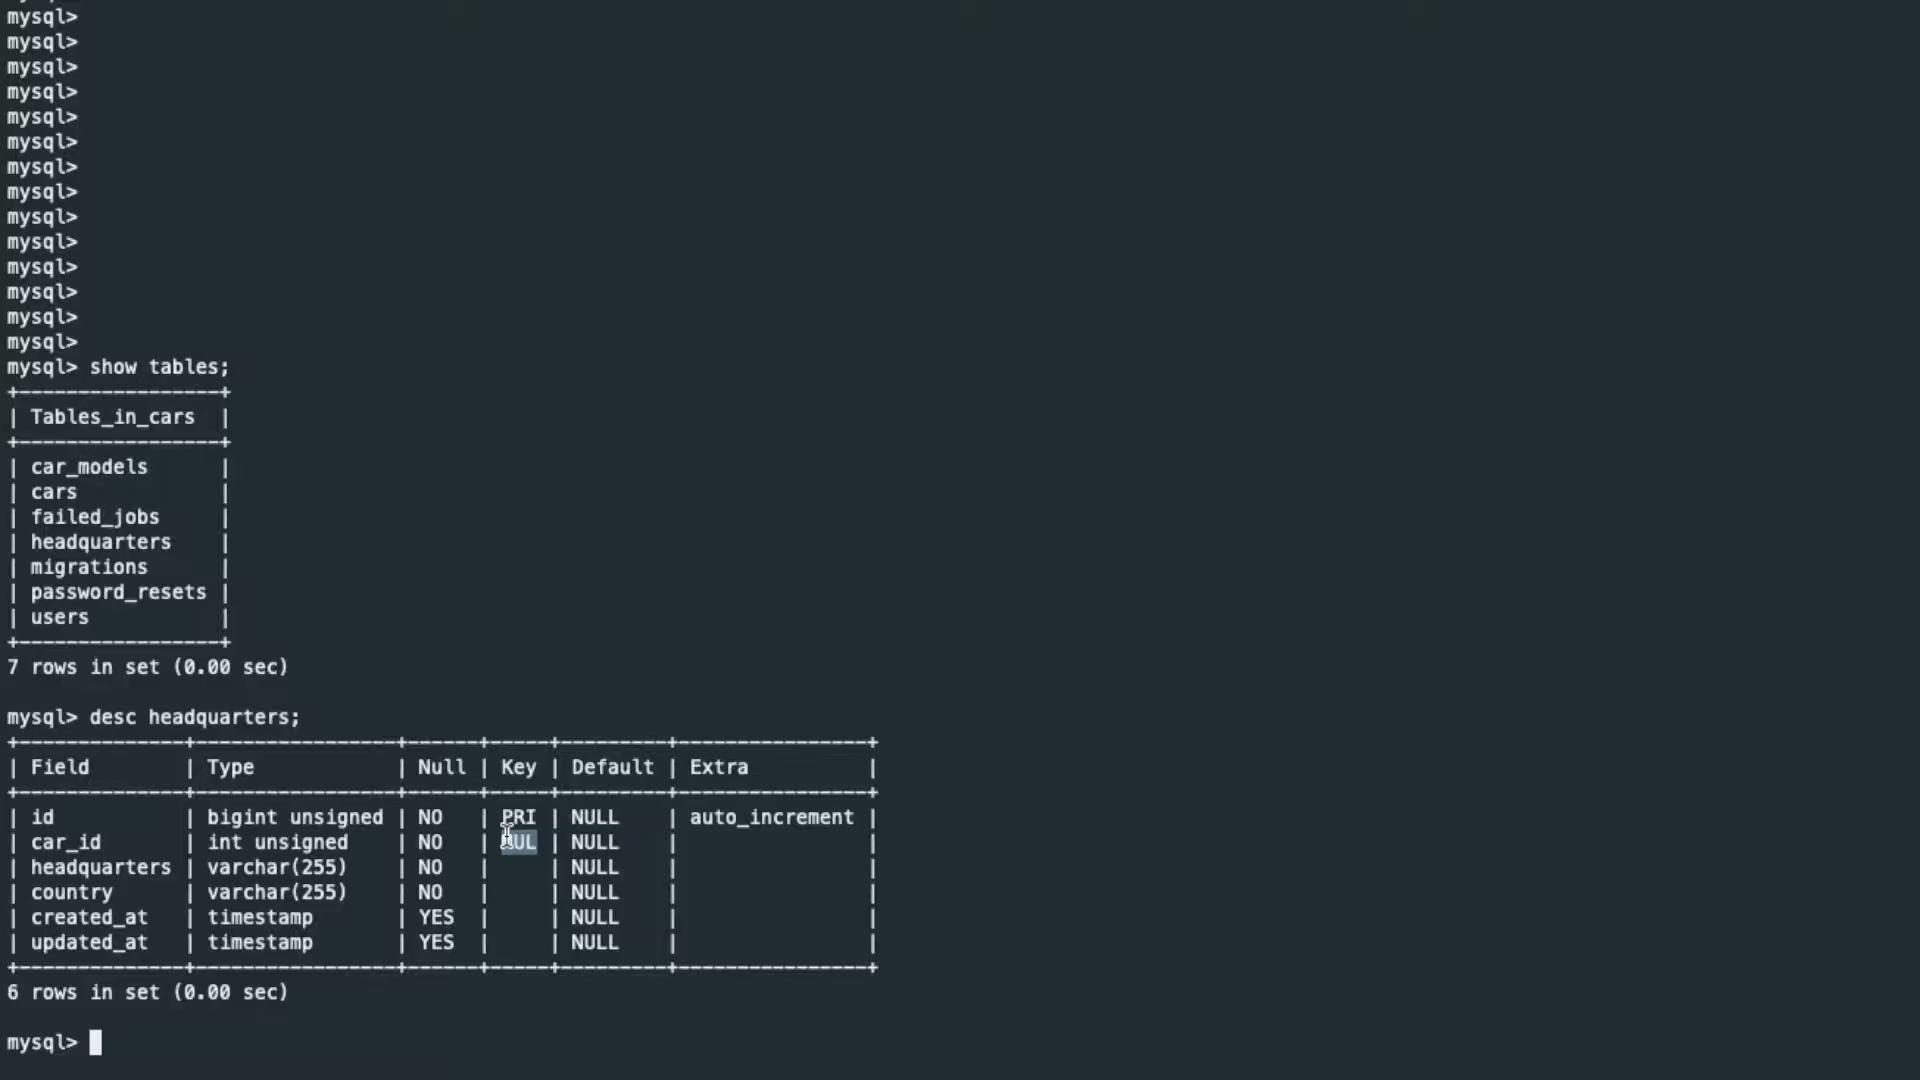 mysql>
mysql>
mysql>
mysql>
mysql>
mysql>
mysql>
mysql>
mysql>
mysql>
mysql>
mysql>
mysql>
mysql>
mysql> show tables;
+-----------------+
| Tables_in_cars  |
+-----------------+
| car_models      |
| cars            |
| failed_jobs     |
| headquarters    |
| migrations      |
| password_resets |
| users           |
+-----------------+
7 rows in set (0.00 sec)

mysql> desc headquarters;
+--------------+-----------------+------+-----+---------+----------------+
| Field        | Type            | Null | Key | Default | Extra          |
+--------------+-----------------+------+-----+---------+----------------+
| id           | bigint unsigned | NO   | PRI | NULL    | auto_increment |
| car_id       | int unsigned    | NO   | MUL | NULL    |                |
| headquarters | varchar(255)    | NO   |     | NULL    |                |
| country      | varchar(255)    | NO   |     | NULL    |                |
| created_at   | timestamp       | YES  |     | NULL    |                |
| updated_at   | timestamp       | YES  |     | NULL    |                |
+--------------+-----------------+------+-----+---------+----------------+
6 rows in set (0.00 sec)

mysql>